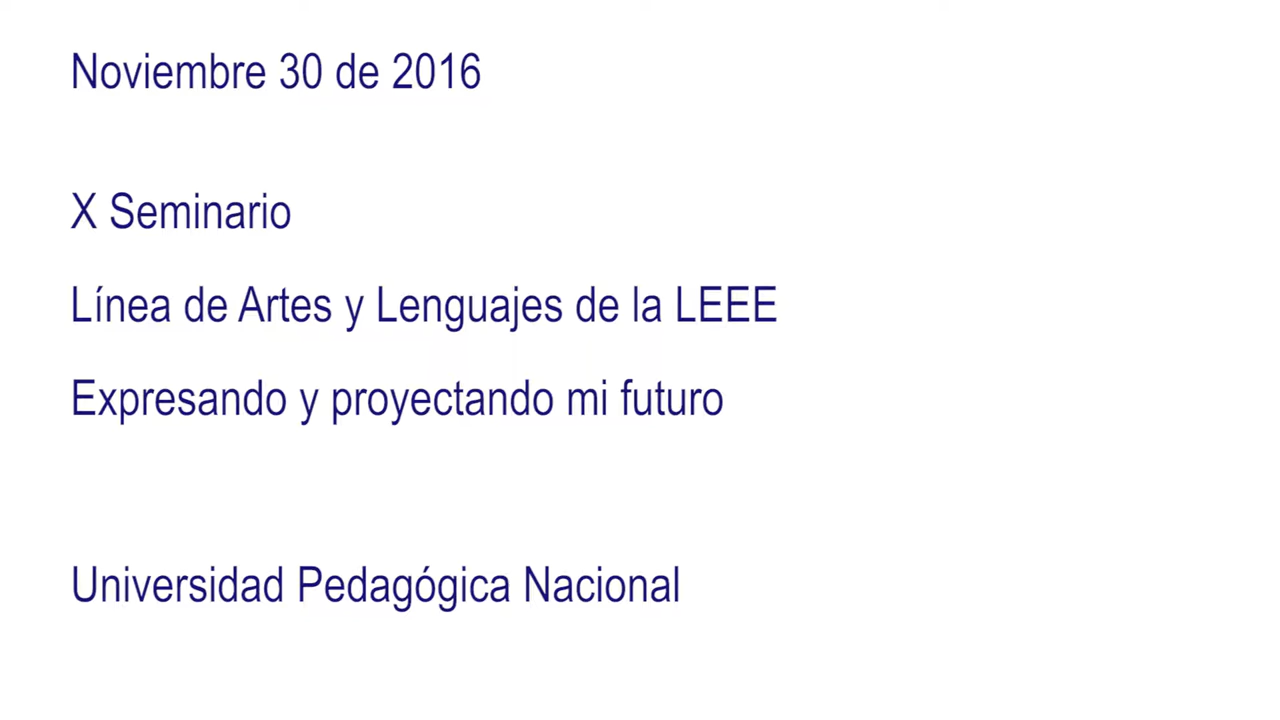 Noviembre 30 de 2016
X Seminario
Línea de Artes y Lenguajes de la LEEE
Expresando y proyectando mi futuro
Universidad Pedagógica Nacional